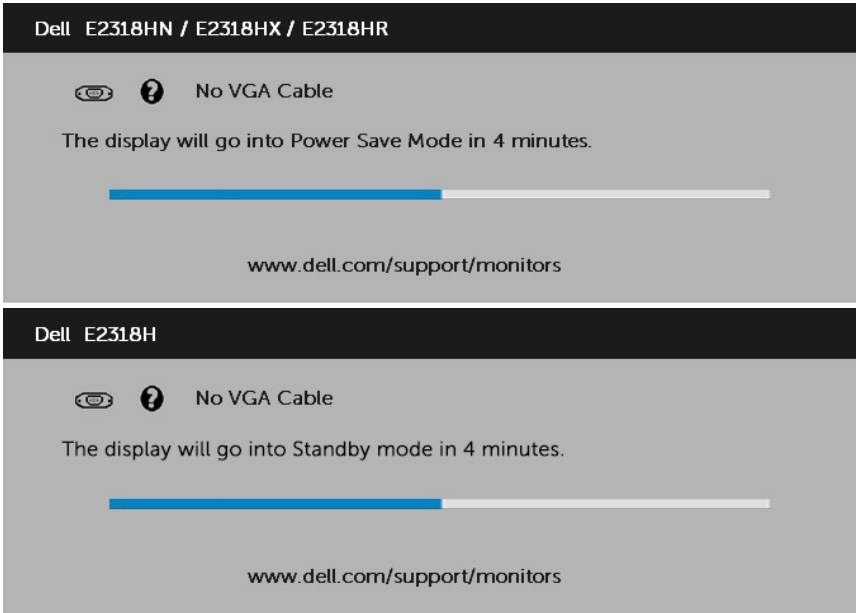 Dell E2318HN / E2318HX / E2318HR
No VGA Cable
The display will go into Power Save Mode in 4 minutes.
www.dell.com/support/monitors
Dell E2318H
No VGA Cable
The display will go into Standby mode in 4 minutes.
www.dell.com/support/monitors